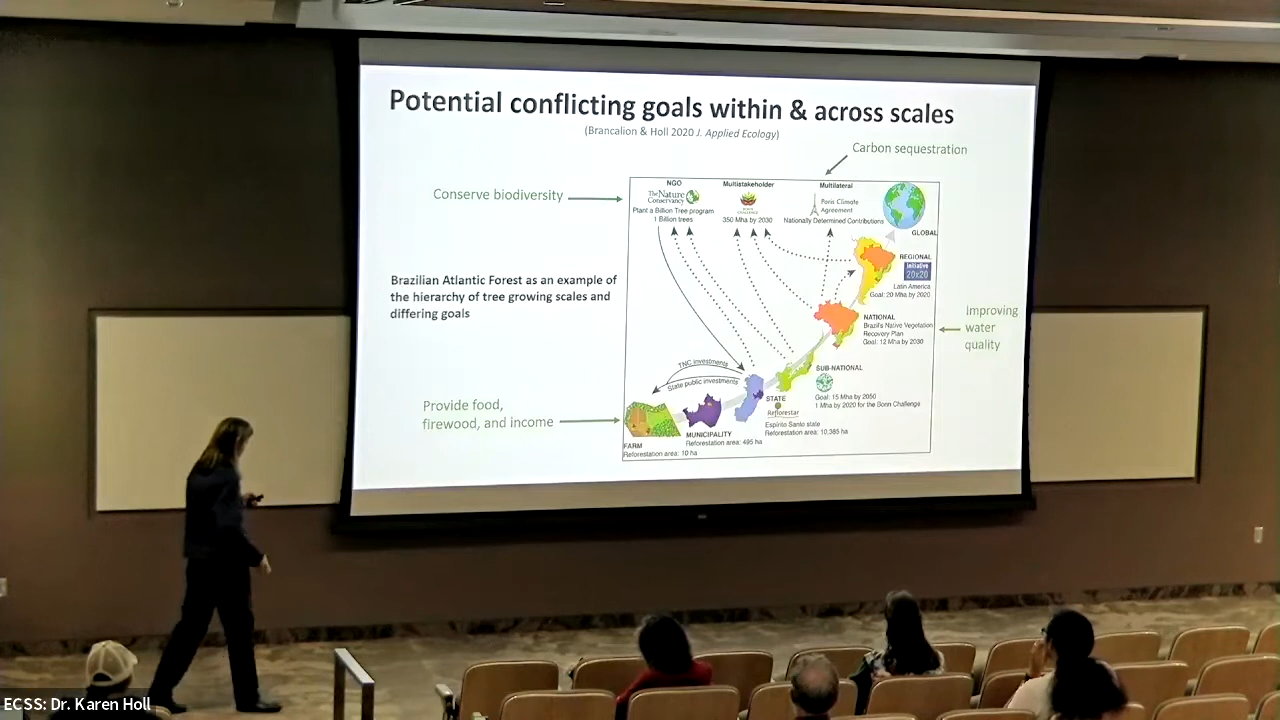 Potential conflicting goals within & across scales
(Brancalion & Holl 2020 J. Applied Ecology)
Carbon sequestration
Conserve biodiversity
NGO
The Nature
Conservancy
Plant a Billion Tree program
1 Billion trees
Multistakeholder
BONN
CHALLENGE
350 Mha by 2030
Multilateral
Paris Climate
Agreement
Nationally Determined Contributions
GLOBAL
REGIONAL
Initiative
20x20
Latin America
Goal: 20 Mha by 2020
Brazilian Atlantic Forest as an example of
the hierarchy of tree growing scales and
differing goals
NATIONAL
Brazil's Native Vegetation
Recovery Plan
Goal: 12 Mha by 2030
Improving
water
quality
SUB-NATIONAL
Goal: 15 Mha by 2050
1 Mha by 2020 for the Bonn Challenge
TNC investments
State public investments
STATE
Reflorestar
Espírito Santo state
Reforestation area: 10,385 ha
Provide food,
firewood, and income
MUNICIPALITY
Reforestation area: 495 ha
FARM
Reforestation area: 10 ha
ECSS: Dr. Karen Holl